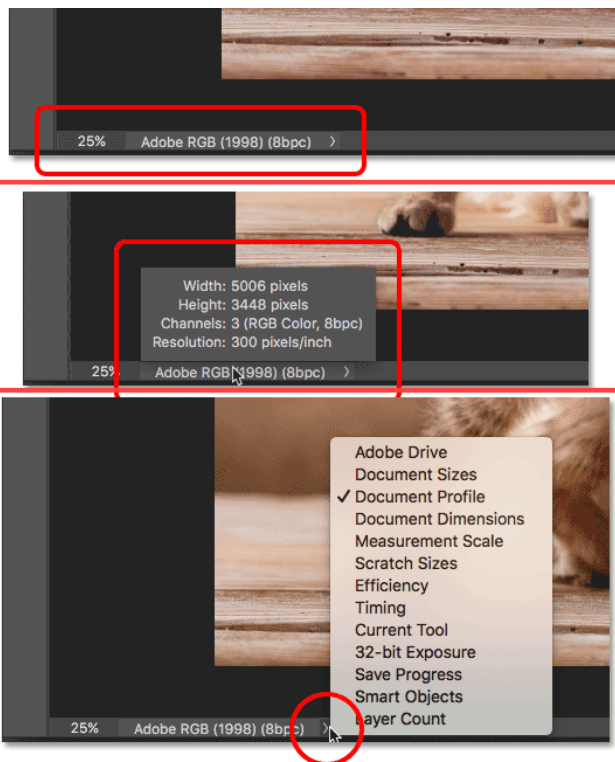 25% Adobe RGB (1998) (8bpc) >
Width: 5006 pixels
Height: 3448 pixels
Channels: 3 (RGB Color, 8bpc)
Resolution: 300 pixels/inch
25% Adobe RGB (1998) (8bpc) >
Adobe Drive
Document Sizes
✓ Document Profile
Document Dimensions
Measurement Scale
Scratch Sizes
Efficiency
Timing
Current Tool
32-bit Exposure
Save Progress
Smart Objects
Layer Count
25% Adobe RGB (1998) (8bpc) >